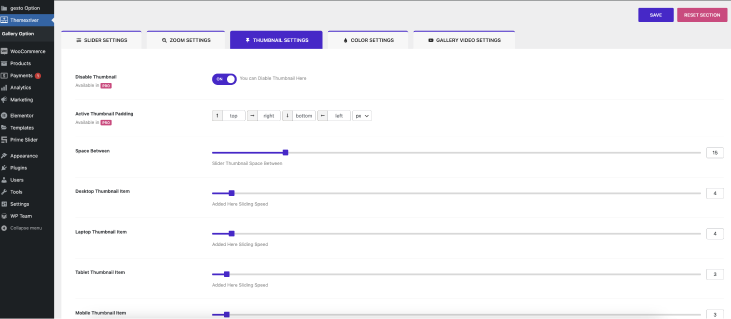 gesto Option
SAVE
RESET SECTION
Themesxriver
Gallery Option
SLIDER SETTINGS
ZOOM SETTINGS
THUMBNAIL SETTINGS
COLOR SETTINGS
GALLERY VIDEO SETTINGS
WooCommerce
Products
Payments 1
Analytics
Marketing
Elementor
Templates
Prime Slider
Appearance
Plugins
Users
Tools
Settings
WP Team
Collapse menu
Disable Thumbnail
Available in PRO
ON
You can Diable Thumbnail Here
Active Thumbnail Padding
Available in PRO
top
right
bottom
left
px
Space Between
15
Slider Thumbnail Space Between
Desktop Thumbnail Item
4
Added Here Sliding Speed
Laptop Thumbnail Item
4
Added Here Sliding Speed
Tablet Thumbnail Item
3
Added Here Sliding Speed
Mobile Thumbnail Item
3